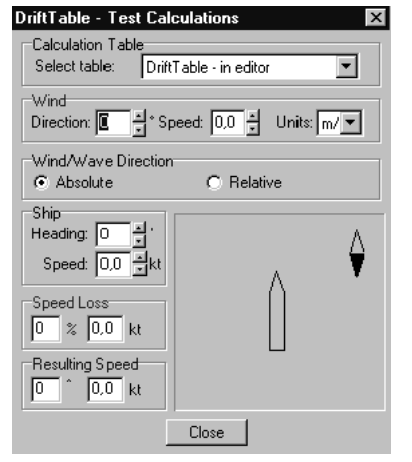 DriftTable - Test Calculations
Calculation Table
Select table: DriftTable - in editor
Wind
Direction: 0 ° Speed: 0,0 Units: m/
Wind/Wave Direction
Absolute Relative
Ship
Heading: 0 '
Speed: 0,0 kt
Speed Loss
0 % 0,0 kt
Resulting Speed
0 ° 0,0 kt
Close